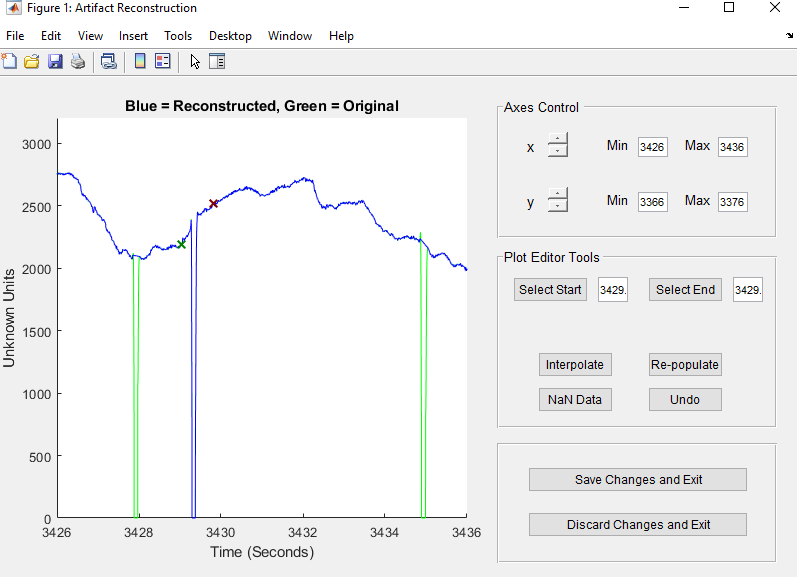 Figure 1: Artifact Reconstruction
File Edit View Insert Tools Desktop Window Help
Blue = Reconstructed, Green = Original
3000
2500
2000
1500
1000
500
0
Unknown Units
3426 3428 3430 3432 3434 3436
Time (Seconds)
Axes Control
x Min 3426 Max 3436
y Min 3366 Max 3376
Plot Editor Tools
Select Start 3429. Select End 3429.
Interpolate Re-populate
NaN Data Undo
Save Changes and Exit
Discard Changes and Exit